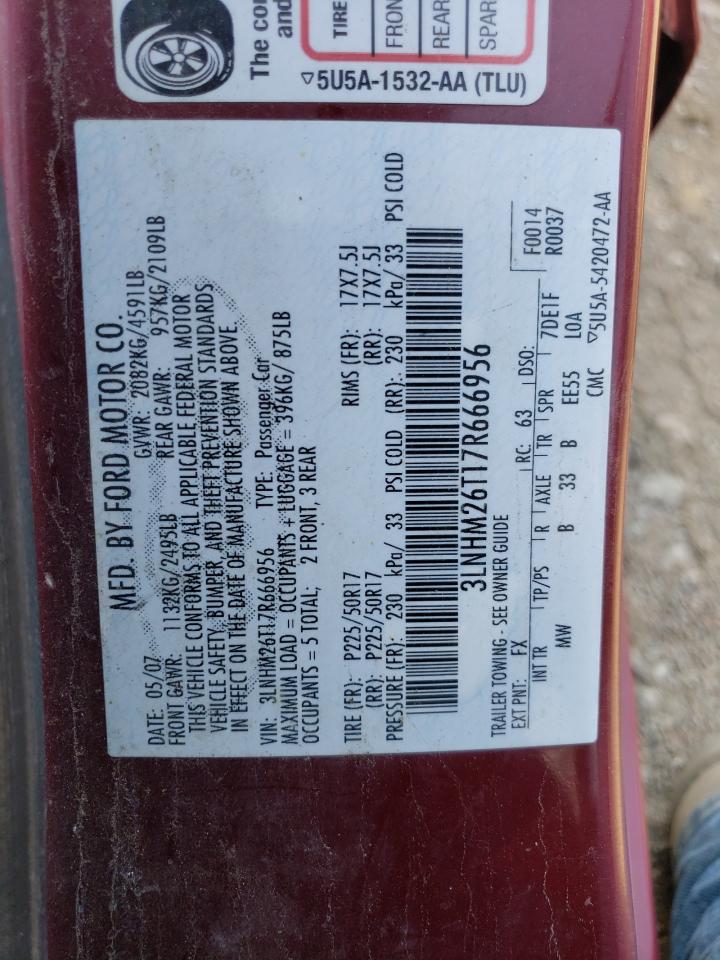 The cor
and
TIRE
FRON
REAR
SPAR
5U5A-1532-AA (TLU)
MFD. BY FORD MOTOR CO.
DATE: 05/07 GVWR: 2082KG/4591LB
FRONT GAWR: 1132KG/2495LB REAR GAWR: 957KG/2109LB
THIS VEHICLE CONFORMS TO ALL APPLICABLE FEDERAL MOTOR
VEHICLE SAFETY, BUMPER, AND THEFT PREVENTION STANDARDS
IN EFFECT ON THE DATE OF MANUFACTURE SHOWN ABOVE.
VIN: 3LNHM26T17R666956 TYPE: Passenger Car
MAXIMUM LOAD = OCCUPANTS + LUGGAGE = 396KG/ 875LB
OCCUPANTS = 5 TOTAL; 2 FRONT, 3 REAR
TIRE (FR): P225/50R17 RIMS (FR): 17X7.5J
(RR): P225/50R17 (RR): 17X7.5J
PRESSURE (FR): 230 kPa/ 33 PSI COLD (RR): 230 kPa/ 33 PSI COLD
3LNHM26T17R666956
TRAILER TOWING - SEE OWNER GUIDE F0014
EXT PNT: FX RC: 63 DSO: R0037
INT TR TP/PS R AXLE TR SPR 7DE1F
MW B 33 B EE55 LOA
CMC 5U5A-5420472-AA